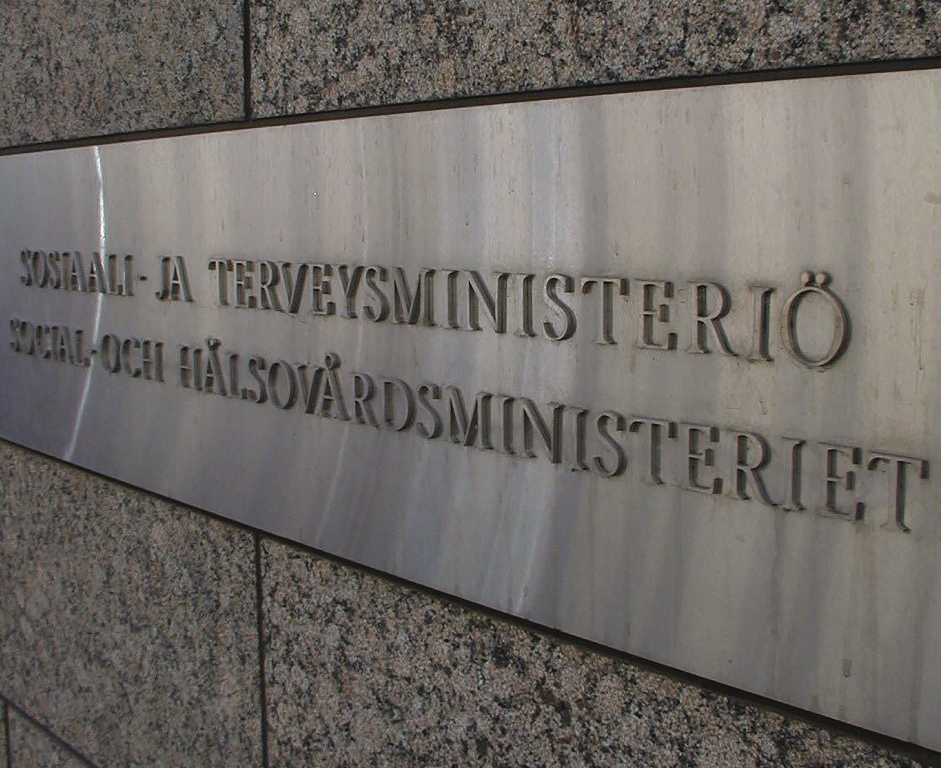 SOSIAALI- JA TERVEYSMINISTERIÖ
SOCIAL- OCH HÄLSOVÅRDSMINISTERIET